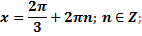 x = 2π/3 + 2πn; n ∈ Z;